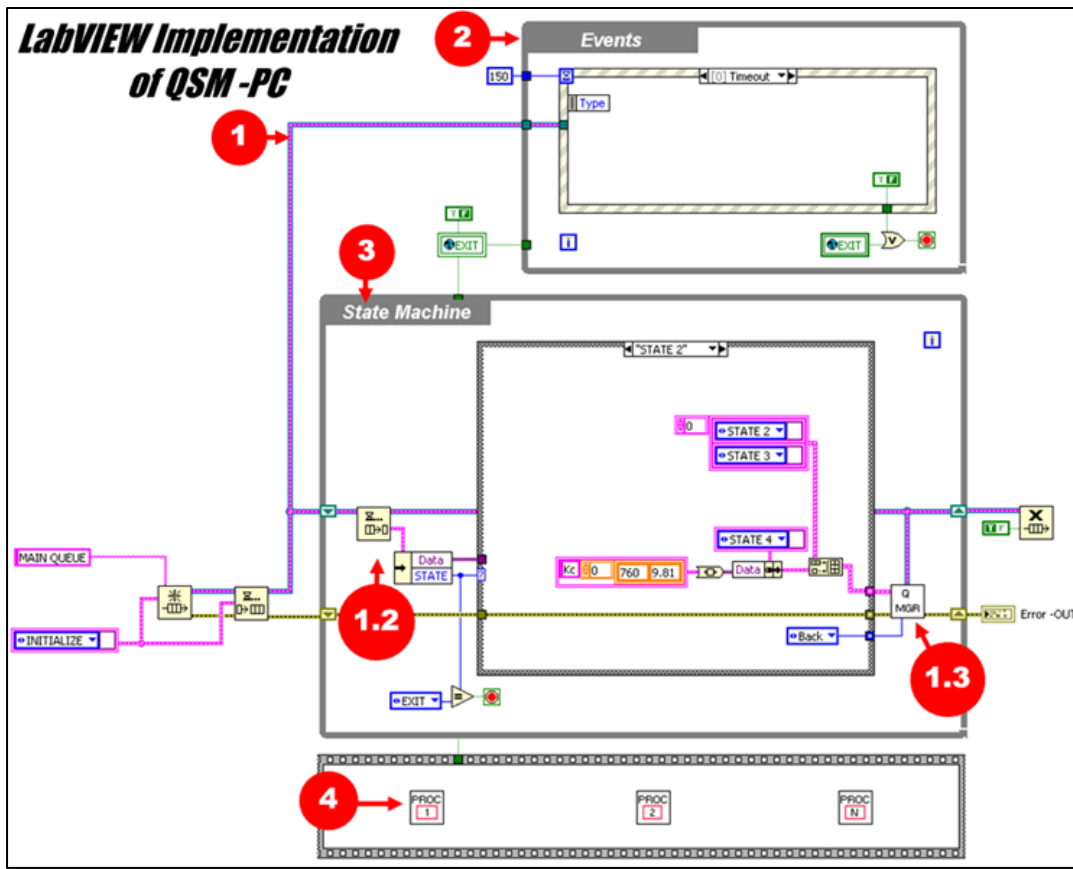 LabVIEW Implementation
of QSM -PC
2
Events
150
[0] Timeout
Type
1
T F
EXIT
i
EXIT
V
3
State Machine
i
"STATE 2"
0
STATE 2
STATE 3
STATE 4
MAIN QUEUE
Data
STATE
?
Kc
0
760
9.81
Data
T F
1.2
INITIALIZE
Q
MGR
Error -OUT
Back
1.3
EXIT
=
4
PROC
1
PROC
2
PROC
N